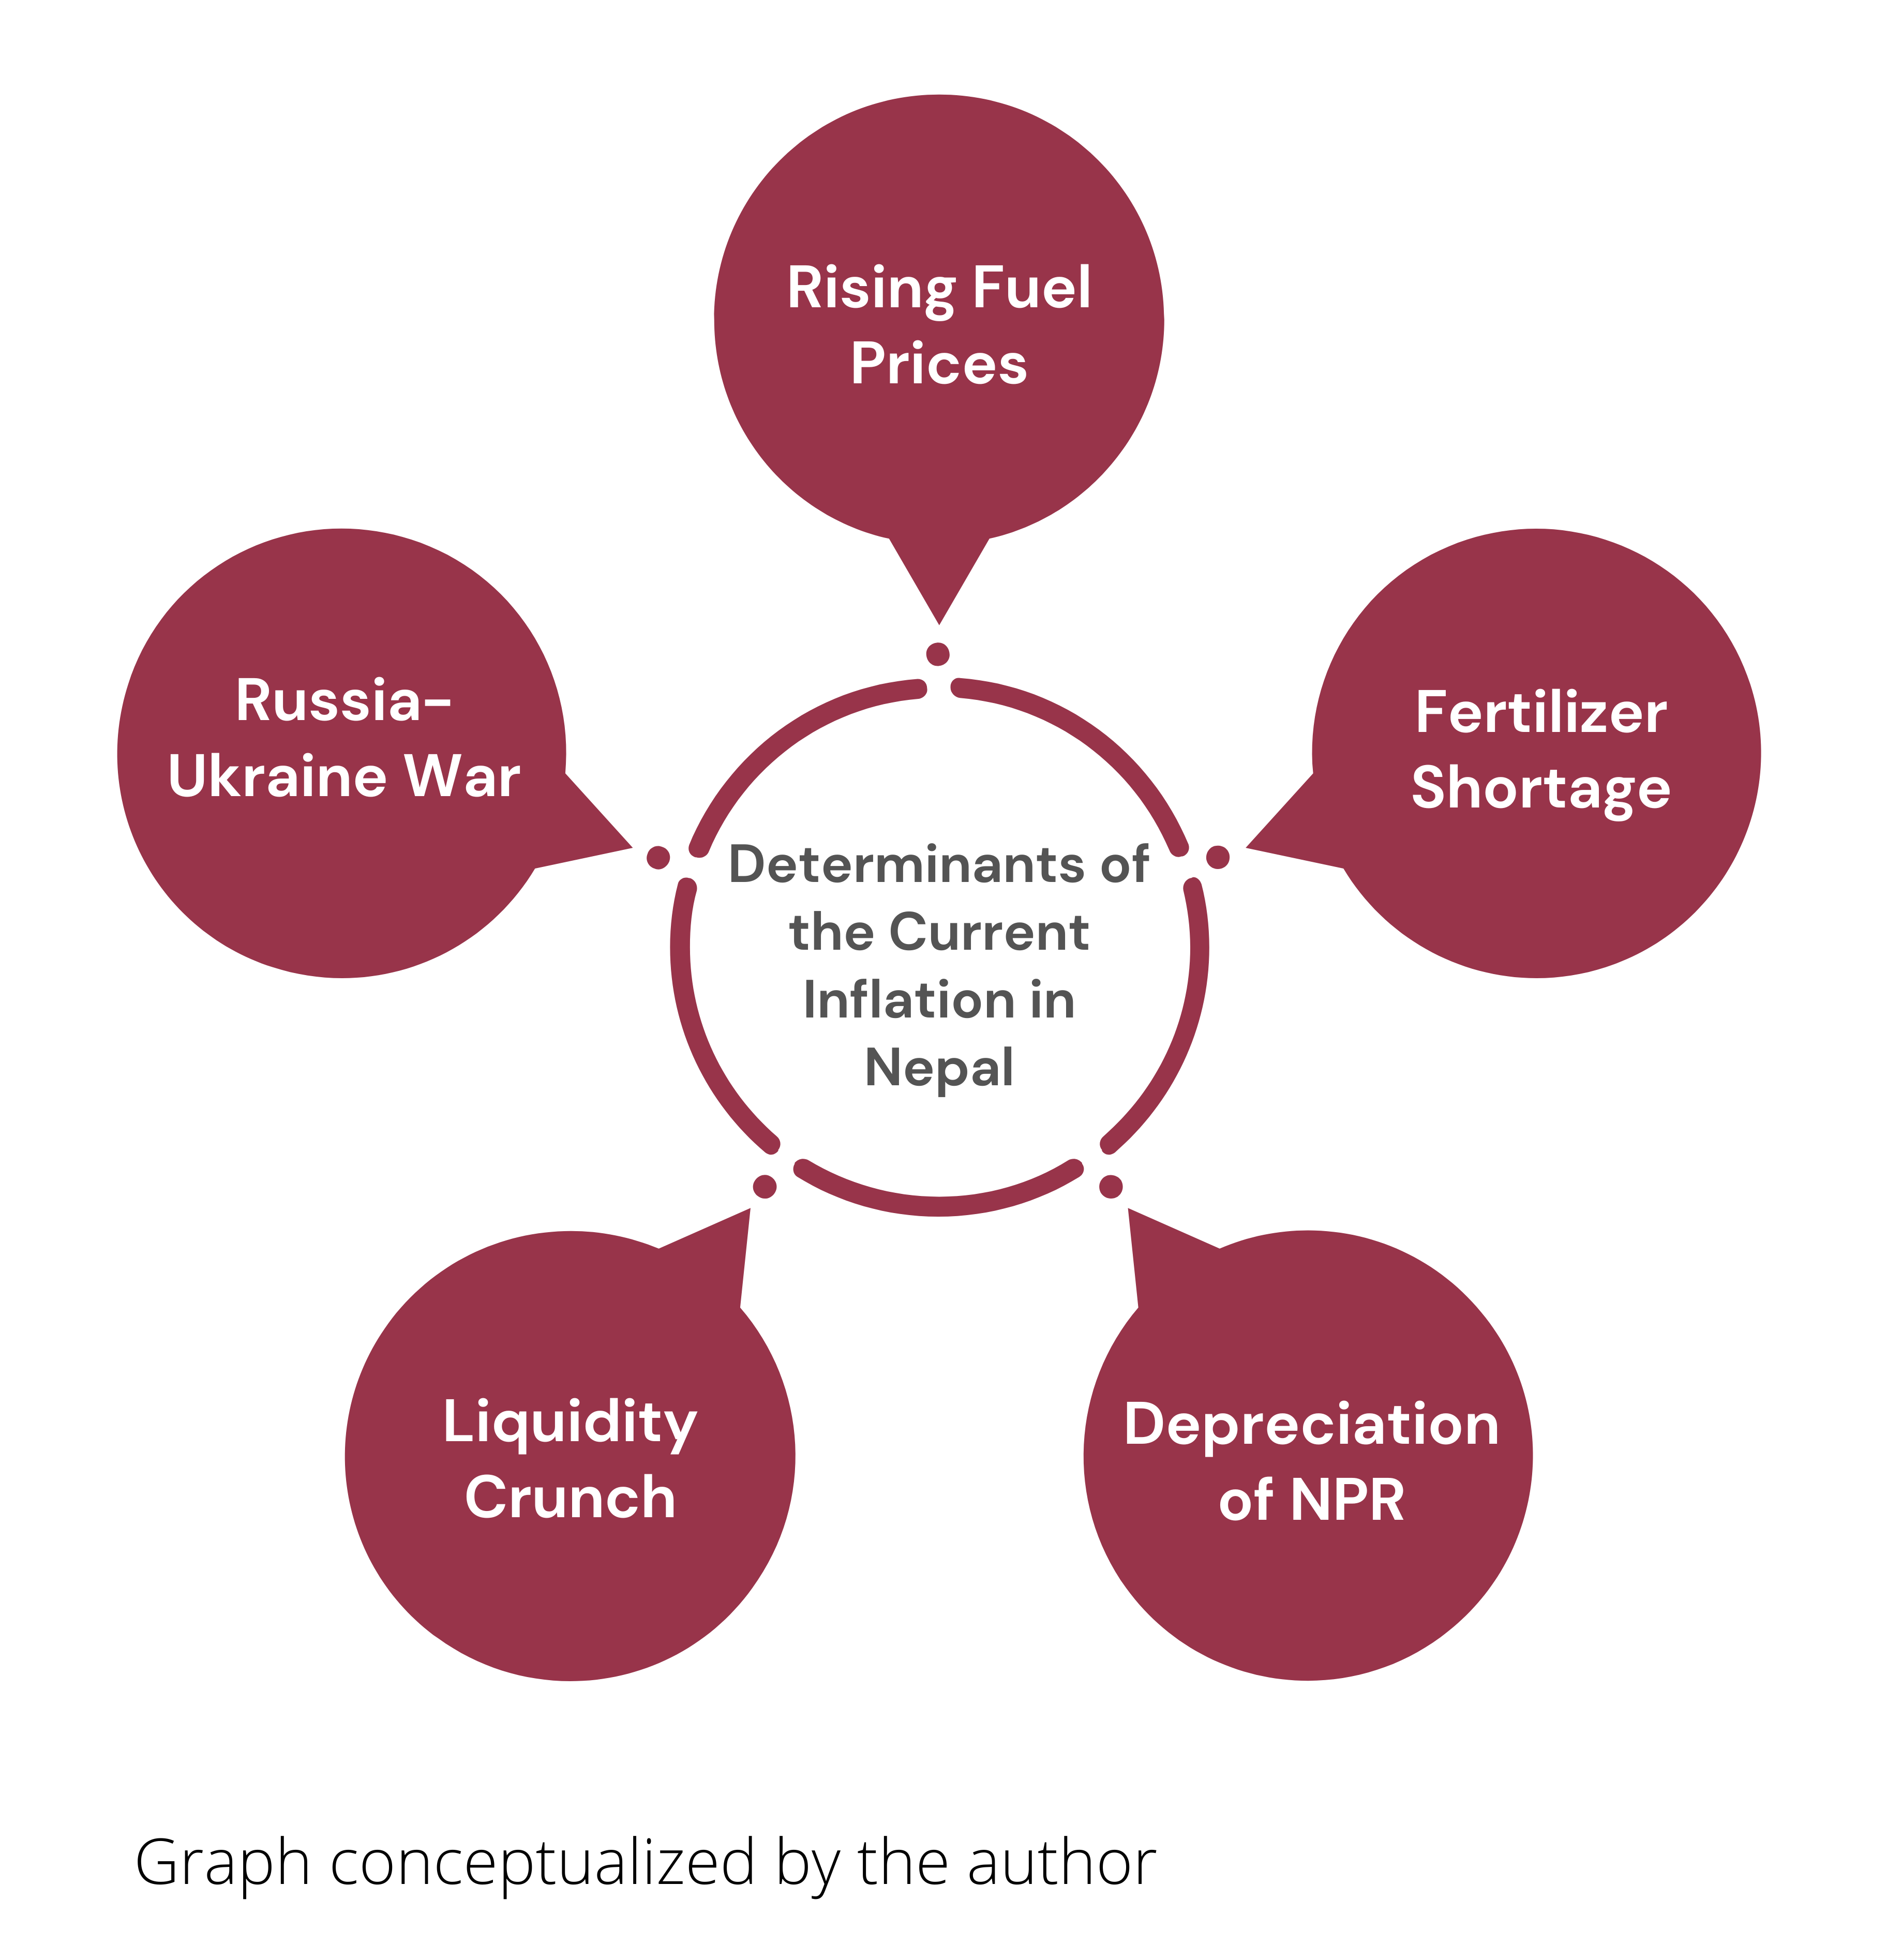 Rising Fuel
Prices
Russia–
Ukraine War
Fertilizer
Shortage
Determinants of
the Current
Inflation in
Nepal
Liquidity
Crunch
Depreciation
of NPR
Graph conceptualized by the author